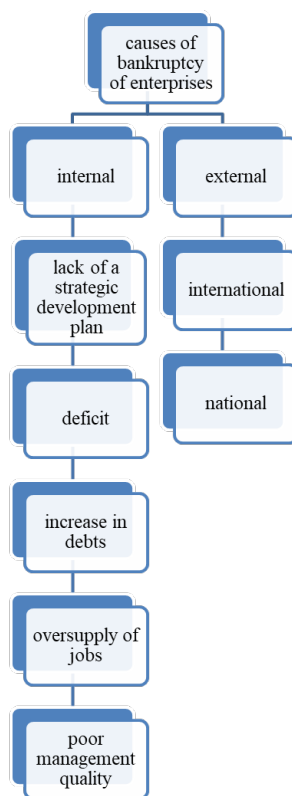 causes of
bankruptcy
of enterprises
internal
external
lack of a
strategic
development
plan
international
deficit
national
increase in
debts
oversupply of
jobs
poor
management
quality